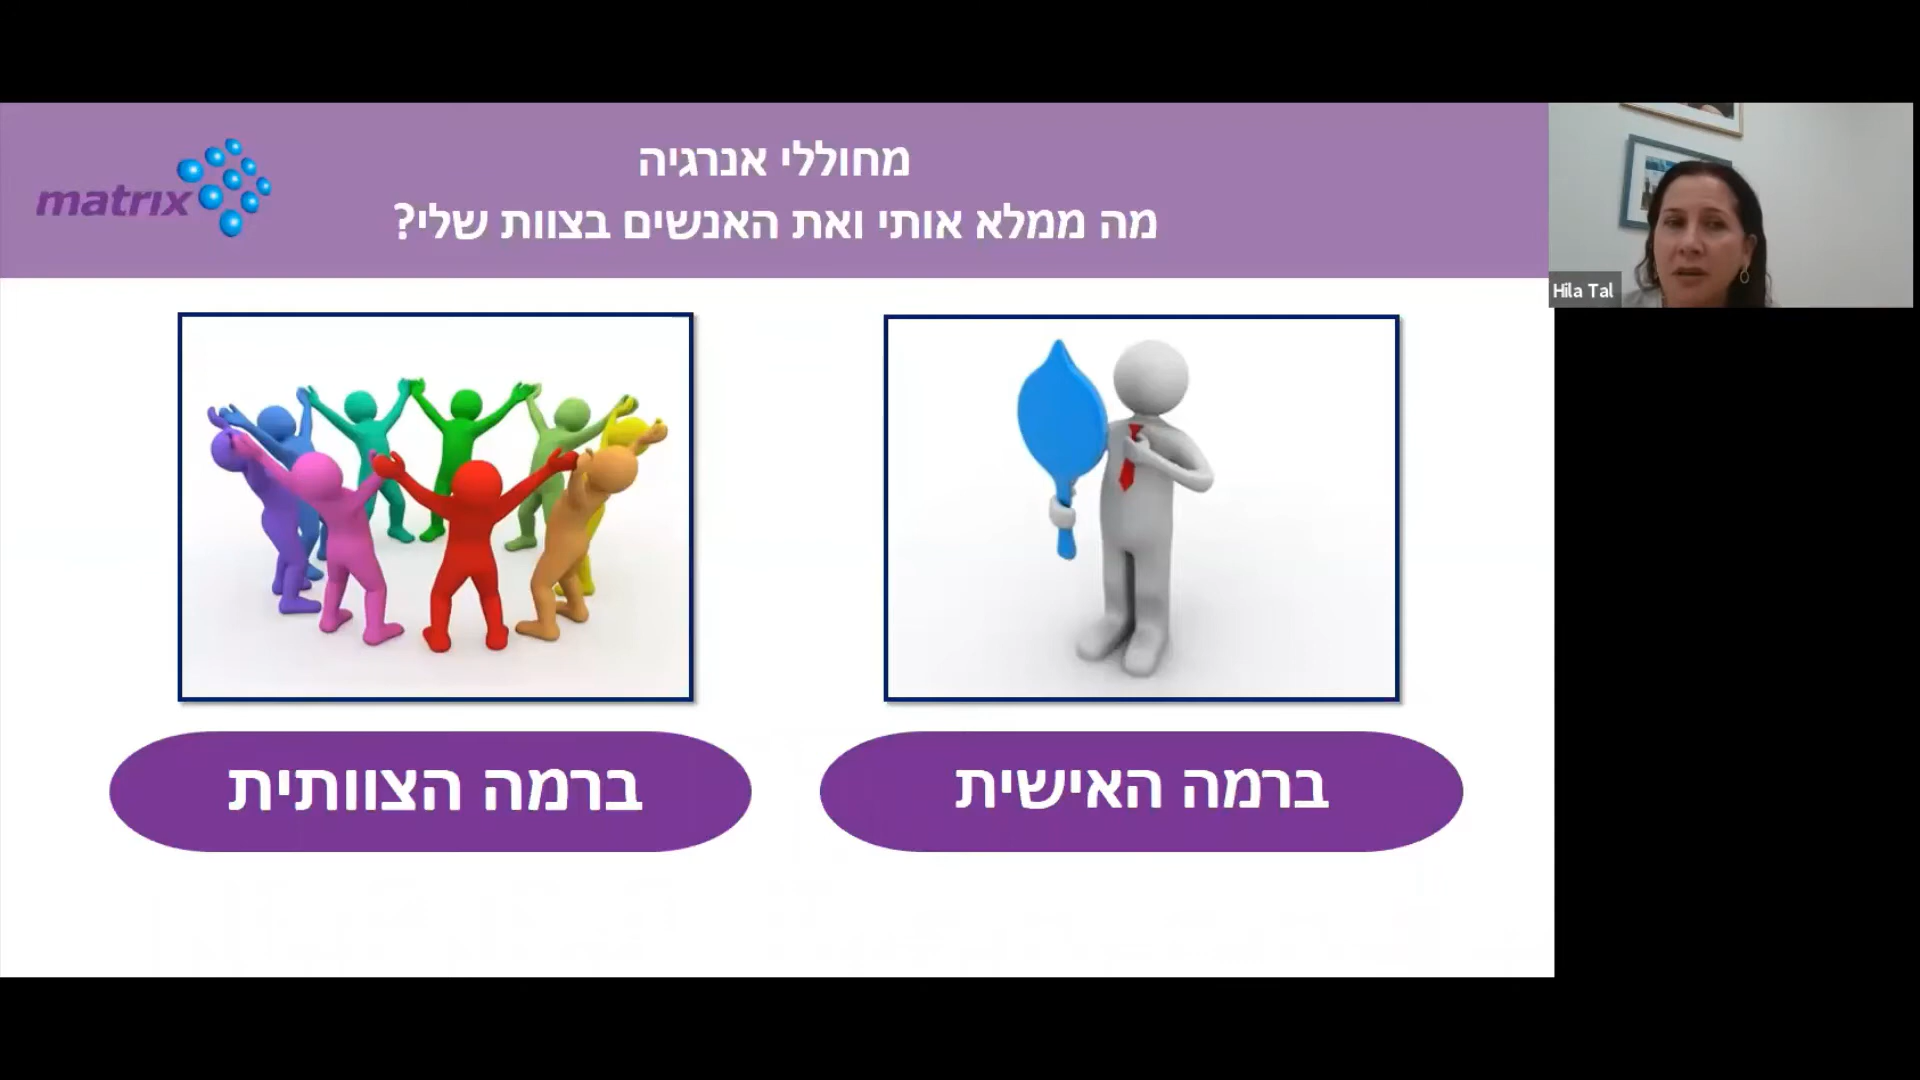 מחוללי אנרגיה
מה ממלא אותי ואת האנשים בצוות שלי?
matrix
Hila Tal
ברמה האישית
ברמה הצוותית